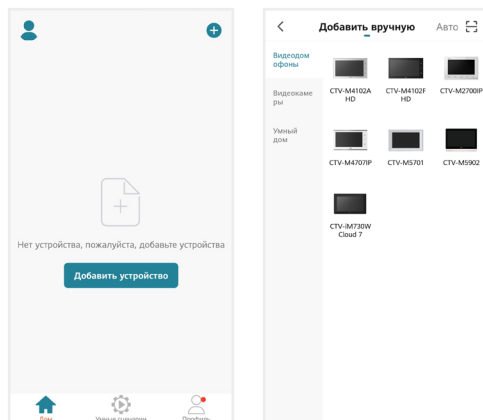 Нет устройства, пожалуйста, добавьте устройства
Добавить устройство
Дом
Умные сценарии
Профиль
Добавить вручную
Авто
Видеодом
офоны
Видеокаме
ры
Умный
дом
CTV-M4102A
HD
CTV-M4102F
HD
CTV-M2700IP
CTV-M4707IP
CTV-M5701
CTV-M5902
CTV-iM730W
Cloud 7